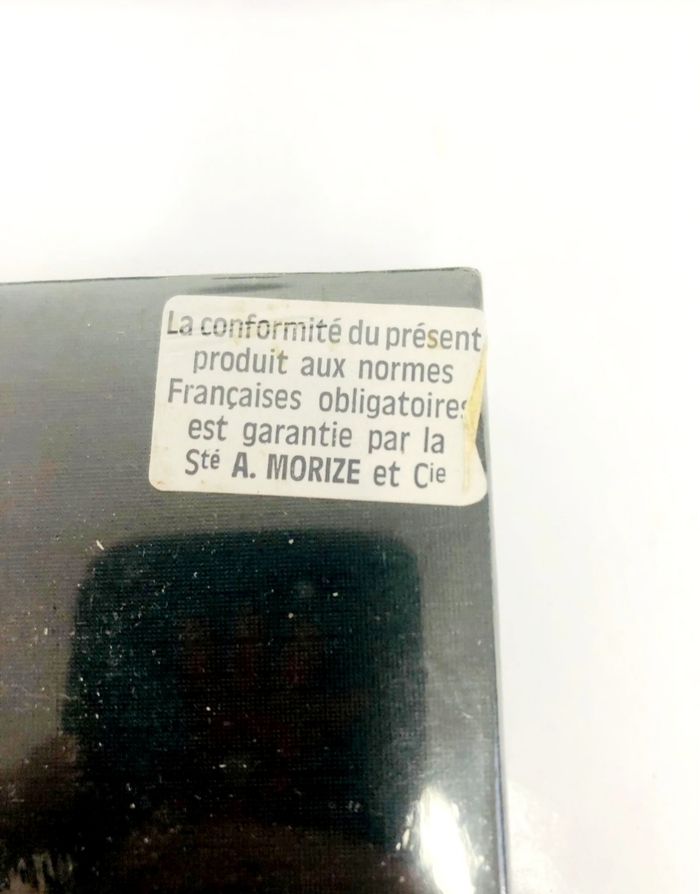 La conformité du présent
produit aux normes
Françaises obligatoires
est garantie par la
Sté A. MORIZE et Cie